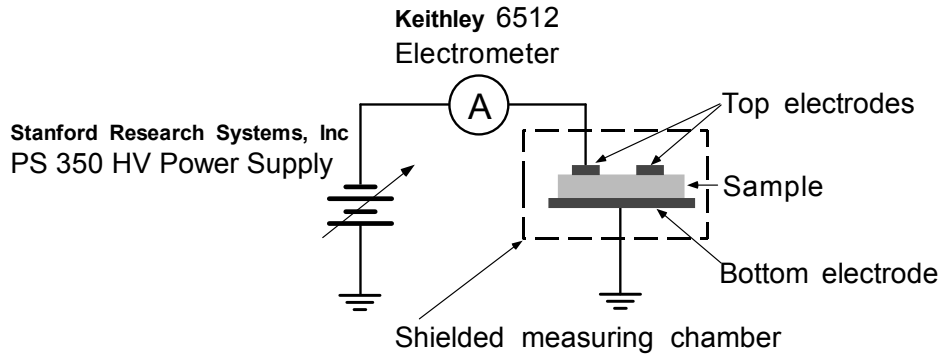 Keithley 6512
Electrometer
A
Top electrodes
Stanford Research Systems, Inc
PS 350 HV Power Supply
Sample
Bottom electrode
Shielded measuring chamber